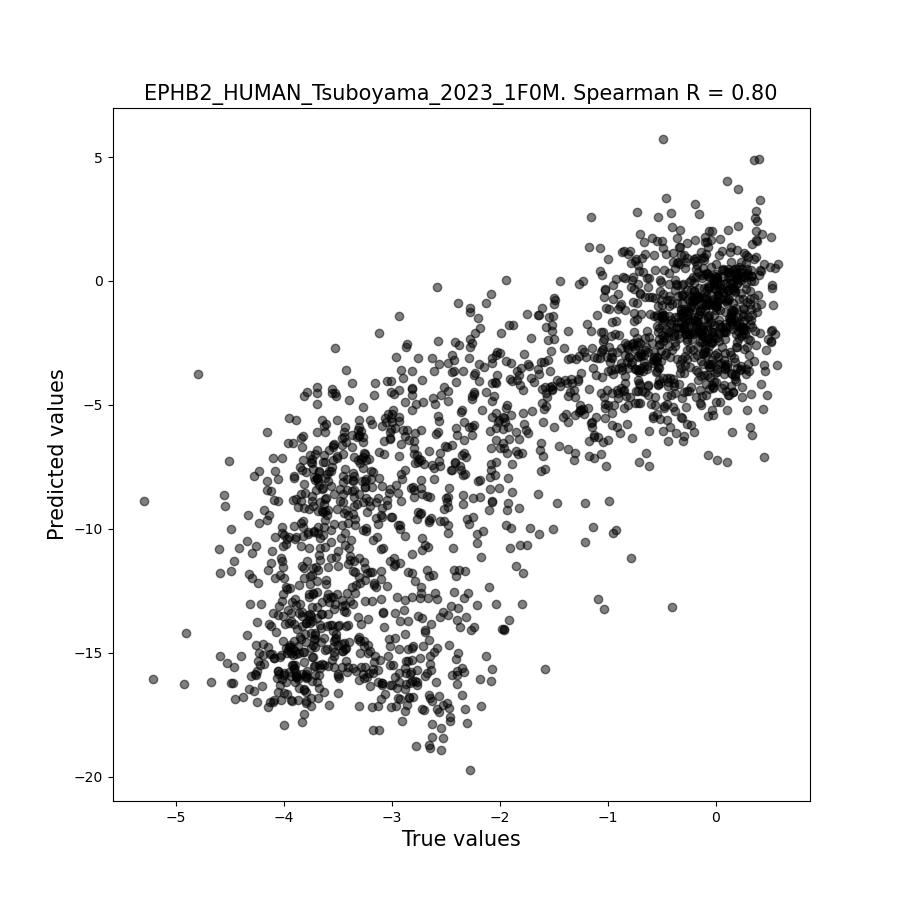 EPHB2_HUMAN_Tsuboyama_2023_1F0M. Spearman R = 0.80
5
0
−5
−10
−15
−20
Predicted values
−5 −4 −3 −2 −1 0
True values